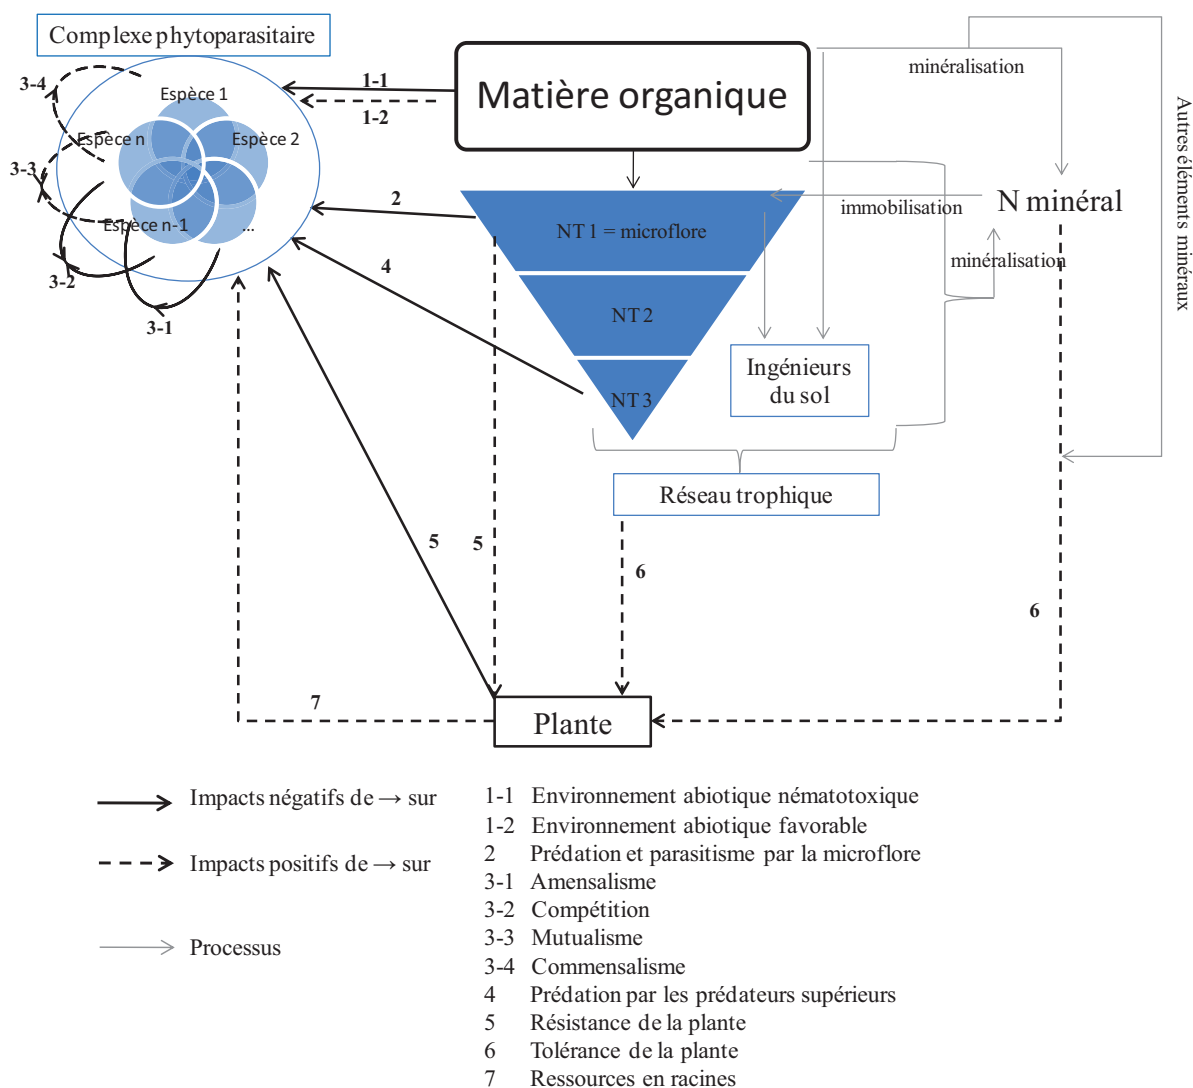 Complexe phytoparasitaire
3-4
1-1
1-2
Matière organique
minéralisation
Autres éléments minéraux
Espèce 1
Espèce n
Espèce 2
3-3
2
NT 1 = microflore
immobilisation
N minéral
Espèce n-1
...
minéralisation
3-2
4
3-1
NT 2
Ingénieurs
du sol
NT 3
Réseau trophique
5
5
6
6
7
Plante
Impacts négatifs de → sur
Impacts positifs de → sur
Processus
1-1 Environnement abiotique nématotoxique
1-2 Environnement abiotique favorable
2 Prédation et parasitisme par la microflore
3-1 Amensalisme
3-2 Compétition
3-3 Mutualisme
3-4 Commensalisme
4 Prédation par les prédateurs supérieurs
5 Résistance de la plante
6 Tolérance de la plante
7 Ressources en racines